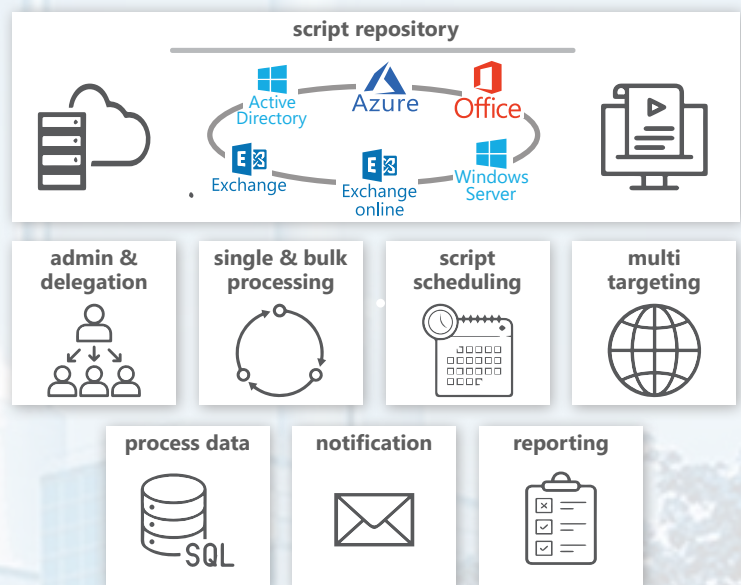 script repository
Active
Directory
Azure
Office
E
Exchange
E
Exchange
online
Windows
Server
admin &
delegation
single & bulk
processing
script
scheduling
multi
targeting
process data
SQL
notification
reporting